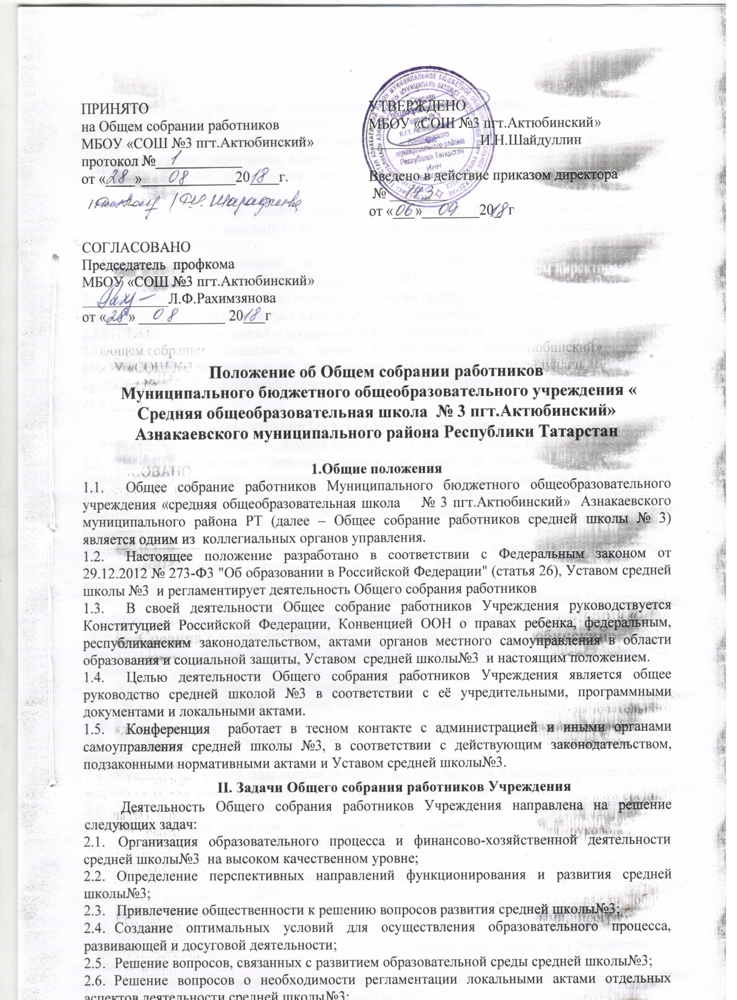 ПРИНЯТО
на Общем собрании работников
МБОУ «СОШ №3 пгт.Актюбинский»
протокол № 1
от «28» 08 2018 г.
УТВЕРЖДЕНО
МБОУ «СОШ №3 пгт.Актюбинский»
И.Н.Шайдуллин
Введено в действие приказом директора
№ 143
от «06» 09 2018 г
Средняя
общеобразовательная
школа № 3
п.г.т. Актюбинский
Азнакаевского
муниципального района
Республики Татарстан
ИНН
СОГЛАСОВАНО
Председатель профкома
МБОУ «СОШ №3 пгт.Актюбинский»
Л.Ф.Рахимзянова
от «28» 08 2018 г
Положение об Общем собрании работников
Муниципального бюджетного общеобразовательного учреждения «
Средняя общеобразовательная школа № 3 пгт.Актюбинский»
Азнакаевского муниципального района Республики Татарстан
1.Общие положения
1.1. Общее собрание работников Муниципального бюджетного общеобразовательного
учреждения «средняя общеобразовательная школа № 3 пгт.Актюбинский» Азнакаевского
муниципального района РТ (далее – Общее собрание работников средней школы № 3)
является одним из коллегиальных органов управления.
1.2. Настоящее положение разработано в соответствии с Федеральным законом от
29.12.2012 № 273-ФЗ "Об образовании в Российской Федерации" (статья 26), Уставом средней
школы №3 и регламентирует деятельность Общего собрания работников
1.3. В своей деятельности Общее собрание работников Учреждения руководствуется
Конституцией Российской Федерации, Конвенцией ООН о правах ребенка, федеральным,
республиканским законодательством, актами органов местного самоуправления в области
образования и социальной защиты, Уставом средней школы№3 и настоящим положением.
1.4. Целью деятельности Общего собрания работников Учреждения является общее
руководство средней школой №3 в соответствии с её учредительными, программными
документами и локальными актами.
1.5. Конференция работает в тесном контакте с администрацией и иными органами
самоуправления средней школы №3, в соответствии с действующим законодательством,
подзаконными нормативными актами и Уставом средней школы№3.
II. Задачи Общего собрания работников Учреждения
Деятельность Общего собрания работников Учреждения направлена на решение
следующих задач:
2.1. Организация образовательного процесса и финансово-хозяйственной деятельности
средней школы№3 на высоком качественном уровне;
2.2. Определение перспективных направлений функционирования и развития средней
школы№3;
2.3. Привлечение общественности к решению вопросов развития средней школы№3;
2.4. Создание оптимальных условий для осуществления образовательного процесса,
развивающей и досуговой деятельности;
2.5. Решение вопросов, связанных с развитием образовательной среды средней школы№3;
2.6. Решение вопросов о необходимости регламентации локальными актами отдельных
аспектов деятельности средней школы№3;